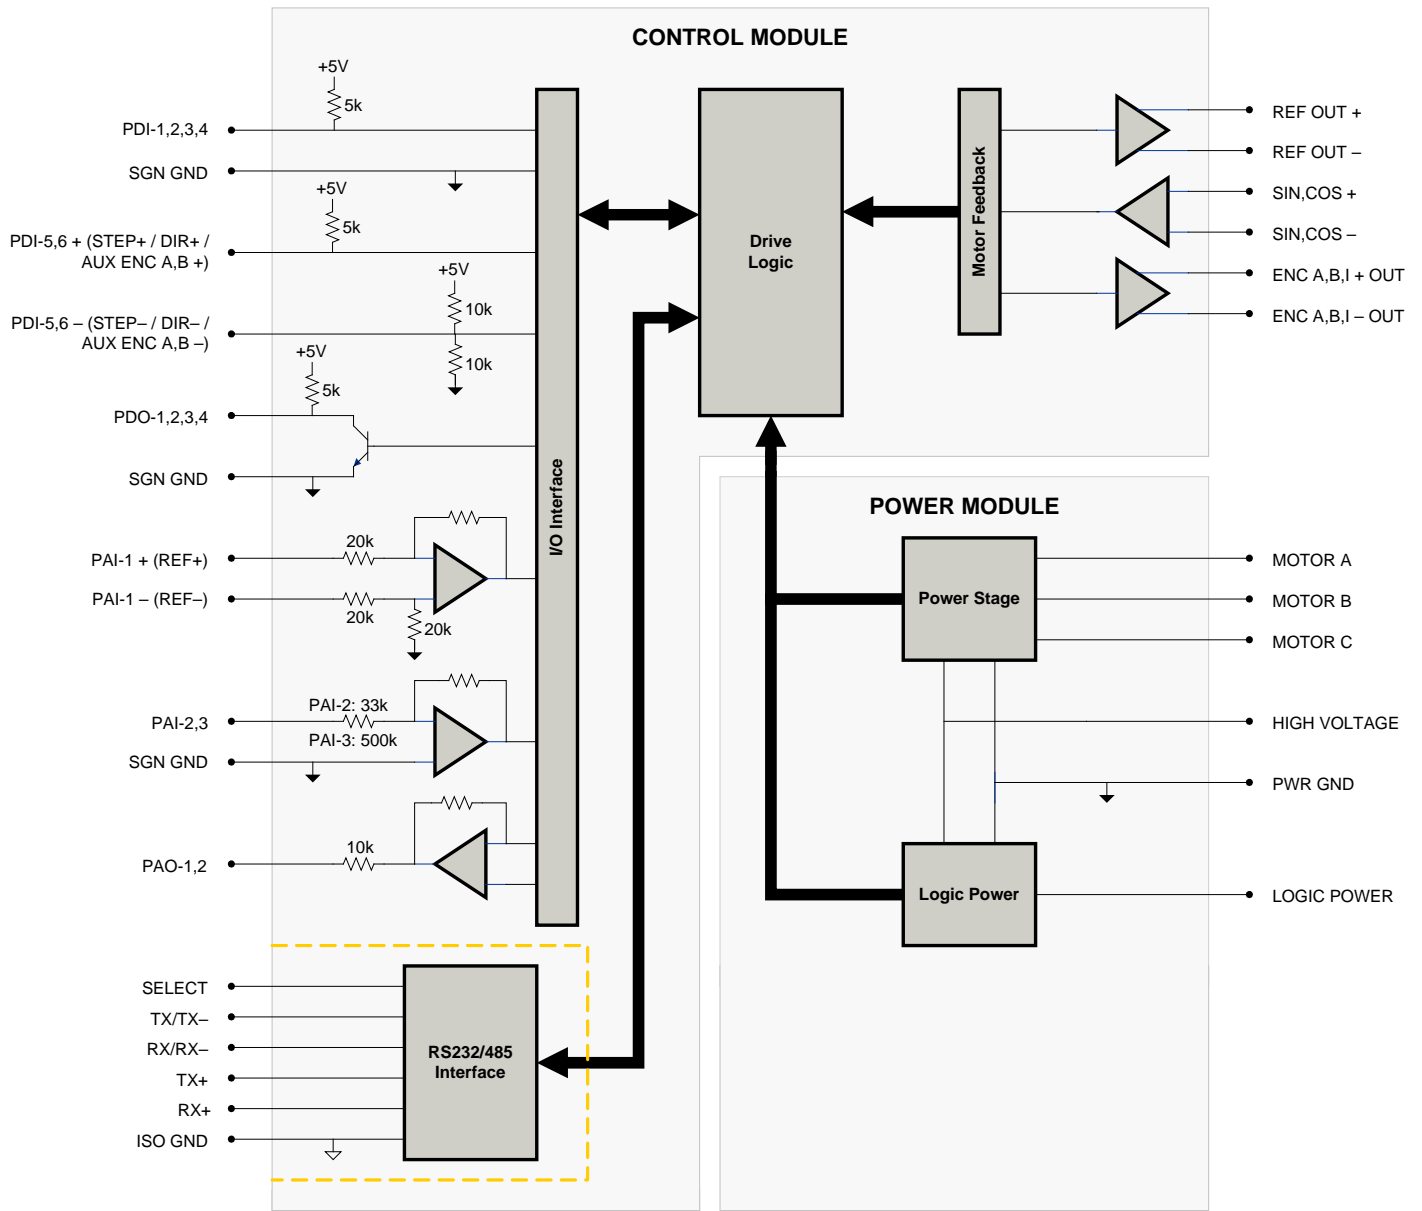 CONTROL MODULE
+5V
5k
PDI-1,2,3,4
SGN GND
+5V
5k
PDI-5,6 + (STEP+ / DIR+ /
AUX ENC A,B +)
+5V
10k
PDI-5,6 – (STEP– / DIR– /
AUX ENC A,B –)
10k
+5V
5k
PDO-1,2,3,4
SGN GND
20k
PAI-1 + (REF+)
PAI-1 – (REF–)
20k
20k
PAI-2: 33k
PAI-2,3
PAI-3: 500k
SGN GND
10k
PAO-1,2
I/O Interface
SELECT
TX/TX–
RX/RX–
TX+
RX+
ISO GND
RS232/485
Interface
Drive
Logic
Motor Feedback
REF OUT +
REF OUT –
SIN,COS +
SIN,COS –
ENC A,B,I + OUT
ENC A,B,I – OUT
POWER MODULE
Power Stage
MOTOR A
MOTOR B
MOTOR C
HIGH VOLTAGE
PWR GND
Logic Power
LOGIC POWER